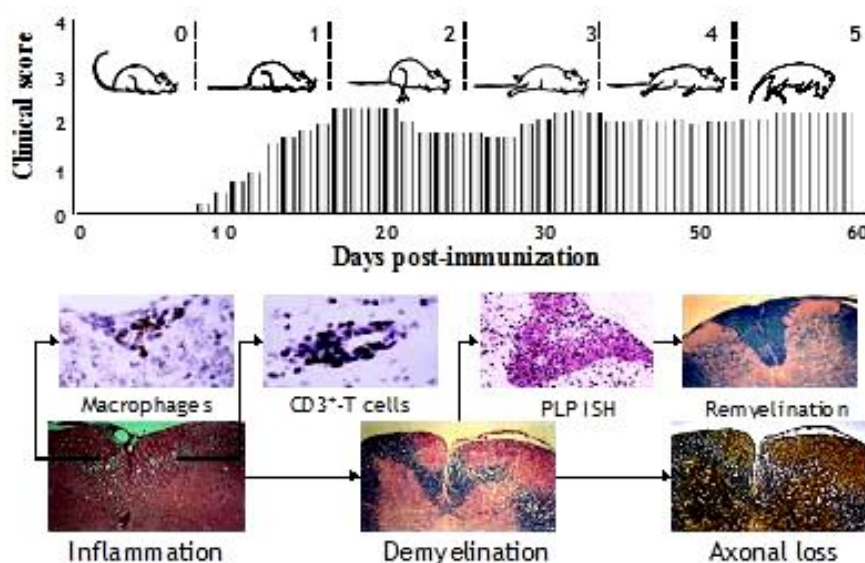 4
0 1 2 3 4 5
3
Clinical score
2
1
0
0 10 20 30 40 50 60
Days post-immunization
Macrophages CD3+-T cells PLP ISH Remyelination
Inflammation Demyelination Axonal loss